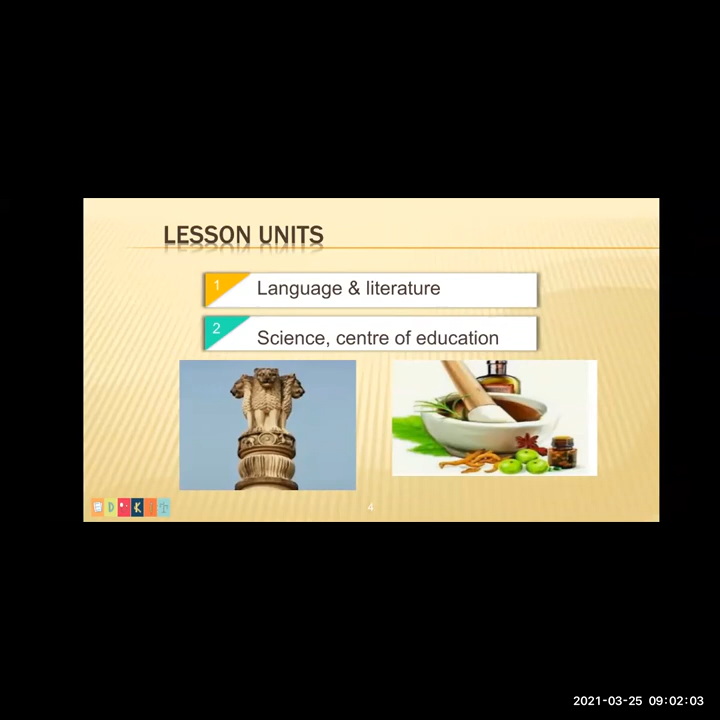 LESSON UNITS
1
Language & literature
2
Science, centre of education
4
2021-03-25 09:02:03